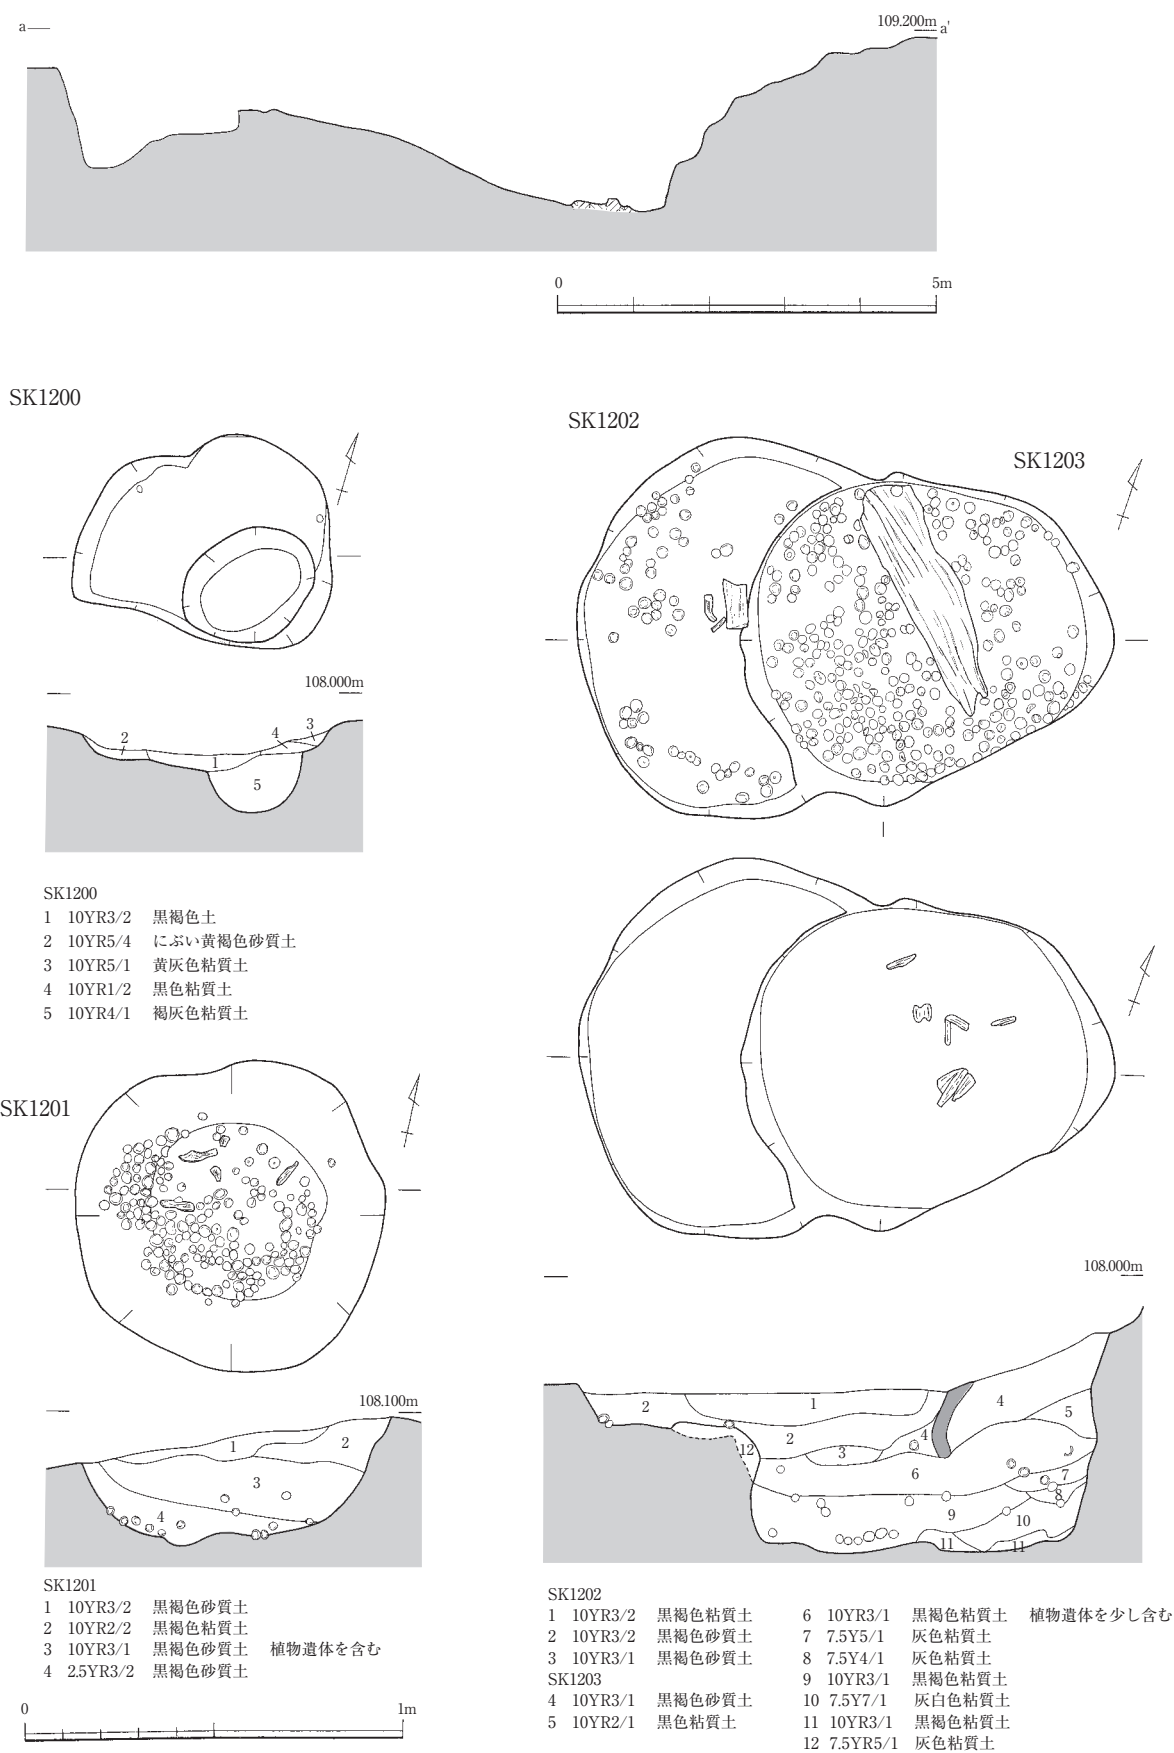 a
109.200m
a'
0 5m
SK1200
SK1202
SK1203
108.000m
3
4
2
1
5
SK1200
1 10YR3/2 黒褐色土
2 10YR5/4 にぶい黄褐色砂質土
3 10YR5/1 黄灰色粘質土
4 10YR1/2 黒色粘質土
5 10YR4/1 褐灰色粘質土
SK1201
108.100m
1
2
3
4
SK1201
1 10YR3/2 黒褐色砂質土
2 10YR2/2 黒褐色粘質土
3 10YR3/1 黒褐色砂質土 植物遺体を含む
4 2.5YR3/2 黒褐色砂質土
0 1m
108.000m
2
1
4
5
2
4
12
3
6
7
8
9
10
11
11
SK1202
1 10YR3/2 黒褐色粘質土
2 10YR3/2 黒褐色砂質土
3 10YR3/1 黒褐色砂質土
SK1203
4 10YR3/1 黒褐色砂質土
5 10YR2/1 黒色粘質土
6 10YR3/1 黒褐色粘質土 植物遺体を少し含む
7 7.5Y5/1 灰色粘質土
8 7.5Y4/1 灰色粘質土
9 10YR3/1 黒褐色粘質土
10 7.5Y7/1 灰白色粘質土
11 10YR3/1 黒褐色粘質土
12 7.5YR5/1 灰色粘質土